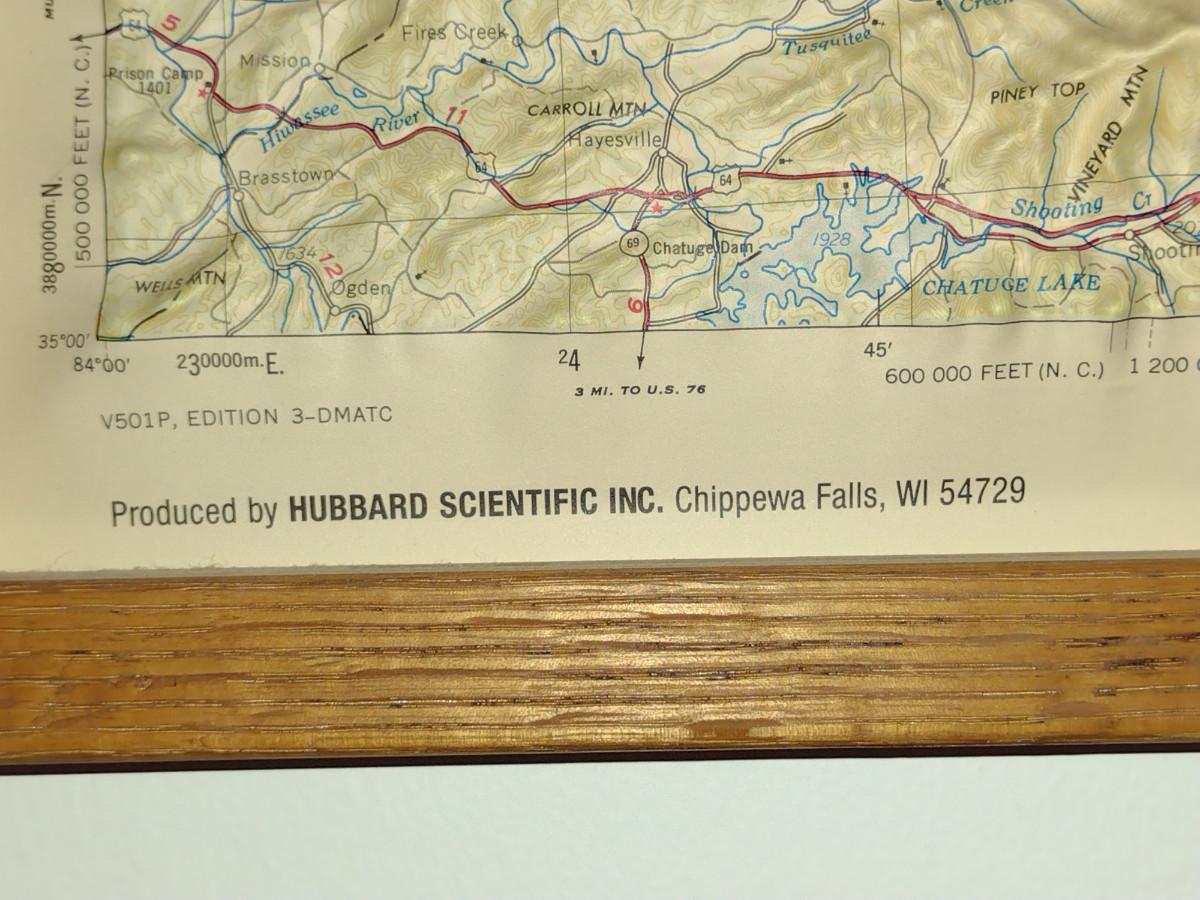 64
5
Fires Creek
Creek
Tusquitee
Mission
Prison Camp
1401
500 000 FEET (N. C.)
Hiwassee River
11
CARROLL MTN
PINEY TOP
VINEYARD MTN
Hayesville
64
64
Brasstown
3880000m.N.
Shooting Cr
69
Chatuge Dam
1928
1634
12
WELLS MTN
Ogden
CHATUGE LAKE
9
35°00′
84°00′
230000m.E.
24
45′
600 000 FEET (N. C.)
1 200
3 MI. TO U.S. 76
V501P, EDITION 3-DMATC
Produced by HUBBARD SCIENTIFIC INC. Chippewa Falls, WI 54729